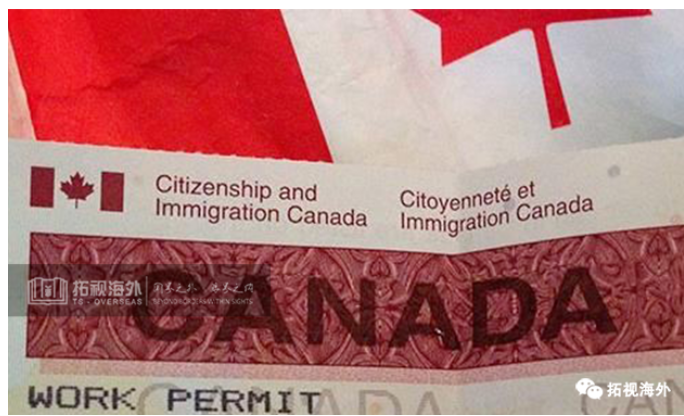 Citizenship and
Immigration Canada
Citoyenneté et
Immigration Canada
拓视海外
TS - OVERSEAS
CANADA
WORK PERMIT
CANADA
拓视海外